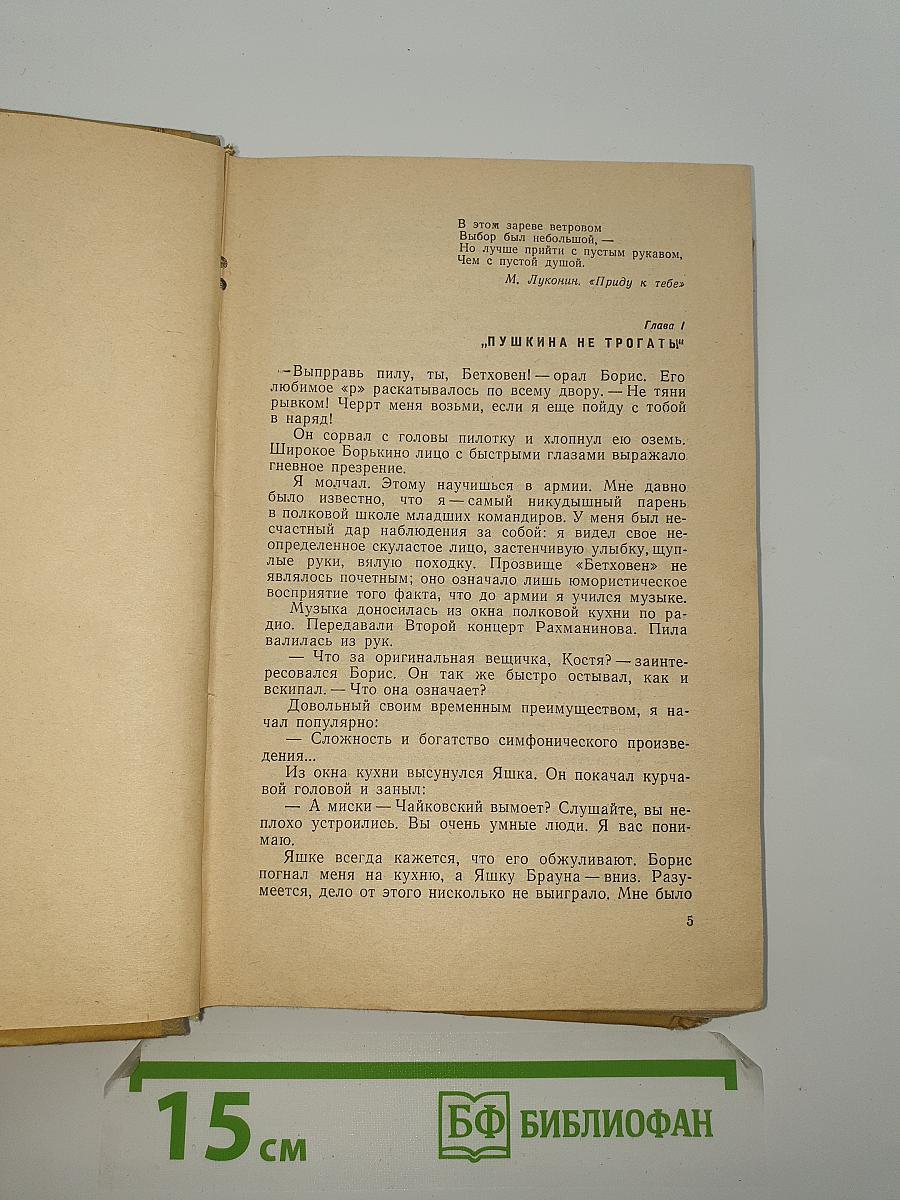 В этом зареве ветровом
Выбор был небольшой, —
Но лучше прийти с пустым рукавом,
Чем с пустой душой.
М. Луконин. «Приду к тебе»
Глава I
„ПУШКИНА НЕ ТРОГАТЬ!"
—Выпрравь пилу, ты, Бетховен! — орал Борис. Его
любимое «р» раскатывалось по всему двору. — Не тяни
рывком! Черрт меня возьми, если я еще пойду с тобой
в наряд!
Он сорвал с головы пилотку и хлопнул ею оземь.
Широкое Борькино лицо с быстрыми глазами выражало
гневное презрение.
Я молчал. Этому научишься в армии. Мне давно
было известно, что я — самый никудышный парень
в полковой школе младших командиров. У меня был не-
счастный дар наблюдения за собой: я видел свое не-
определенное скуластое лицо, застенчивую улыбку, щуп-
лые руки, вялую походку. Прозвище «Бетховен» не
являлось почетным; оно означало лишь юмористическое
восприятие того факта, что до армии я учился музыке.
Музыка доносилась из окна полковой кухни по ра-
дио. Передавали Второй концерт Рахманинова. Пила
валилась из рук.
— Что за оригинальная вещичка, Костя? — заинте-
ресовался Борис. Он так же быстро остывал, как и
вскипал. — Что она означает?
Довольный своим временным преимуществом, я на-
чал популярно:
— Сложность и богатство симфонического произве-
дения...
Из окна кухни высунулся Яшка. Он покачал курча-
вой головой и заныл:
— А миски — Чайковский вымоет? Слушайте, вы не-
плохо устроились. Вы очень умные люди. Я вас пони-
маю.
Яшке всегда кажется, что его обжуливают. Борис
погнал меня на кухню, а Яшку Брауна — вниз. Разу-
меется, дело от этого нисколько не выиграло. Мне было
5
15 см
БФ БИБЛИОФАН